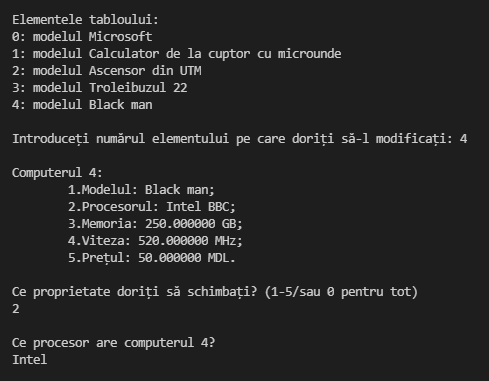 Elementele tabloului:
0: modelul Microsoft
1: modelul Calculator de la cuptor cu microunde
2: modelul Ascensor din UTM
3: modelul Troleibuzul 22
4: modelul Black man
Introduceți numărul elementului pe care doriți să-l modificați: 4
Computerul 4:
1.Modelul: Black man;
2.Procesorul: Intel BBC;
3.Memoria: 250.000000 GB;
4.Viteza: 520.000000 MHz;
5.Prețul: 50.000000 MDL.
Ce proprietate doriți să schimbați? (1-5/sau 0 pentru tot)
2
Ce procesor are computerul 4?
Intel